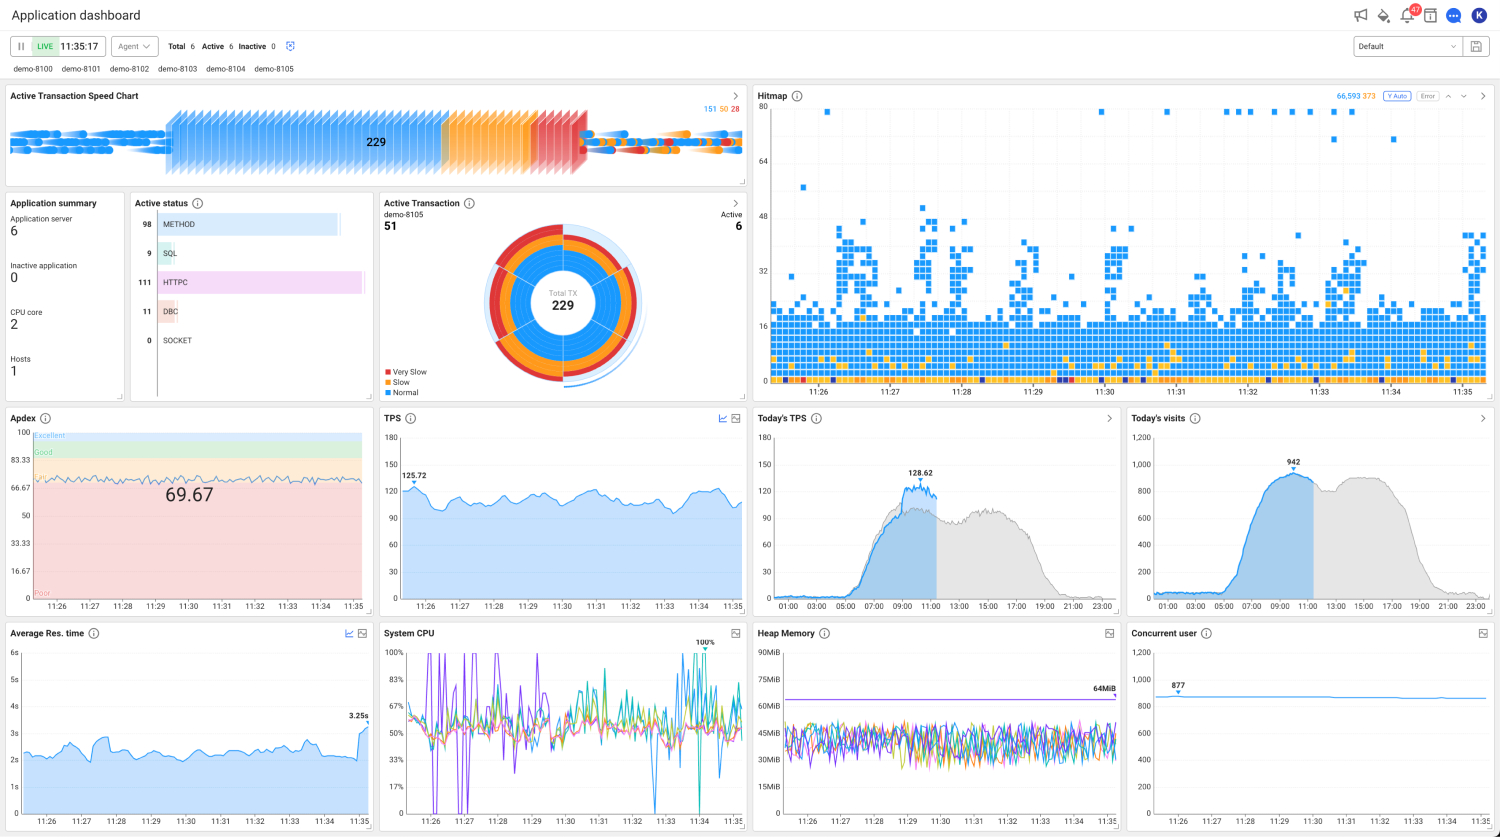 Application dashboard
47
K
LIVE 11:35:17 Agent Total 6 Active 6 Inactive 0
Default
demo-8100 demo-8101 demo-8102 demo-8103 demo-8104 demo-8105
Active Transaction Speed Chart
151 50 28
229
Hitmap
66,593 373 Y Auto Error
80
64
48
32
16
0
11:26 11:27 11:28 11:29 11:30 11:31 11:32 11:33 11:34 11:35
Application summary
Application server
6
Inactive application
0
CPU core
2
Hosts
1
Active status
98 METHOD
9 SQL
111 HTTPC
11 DBC
0 SOCKET
Active Transaction
demo-8105
51
Active
6
Total TX
229
Very Slow
Slow
Normal
Apdex
100
83.33
66.67
50
33.33
16.67
0
Excellent
Good
69.67
Poor
11:26 11:27 11:28 11:29 11:30 11:31 11:32 11:33 11:34 11:35
TPS
180
150
120
90
60
30
0
125.72
11:26 11:27 11:28 11:29 11:30 11:31 11:32 11:33 11:34 11:35
Today's TPS
180
150
120
90
60
30
0
128.62
01:00 03:00 05:00 07:00 09:00 11:00 13:00 15:00 17:00 19:00 21:00 23:00
Today's visits
1,200
1,000
800
600
400
200
0
942
01:00 03:00 05:00 07:00 09:00 11:00 13:00 15:00 17:00 19:00 21:00 23:00
Average Res. time
6s
5s
4s
3s
2s
1s
0
3.25s
11:26 11:27 11:28 11:29 11:30 11:31 11:32 11:33 11:34 11:35
System CPU
100%
83%
67%
50%
33%
17%
0
100%
11:26 11:27 11:28 11:29 11:30 11:31 11:32 11:33 11:34 11:35
Heap Memory
90MiB
75MiB
60MiB
45MiB
30MiB
15MiB
0
64MiB
11:26 11:27 11:28 11:29 11:30 11:31 11:32 11:33 11:34 11:35
Concurrent user
1,200
1,000
800
600
400
200
0
877
11:26 11:27 11:28 11:29 11:30 11:31 11:32 11:33 11:34 11:35